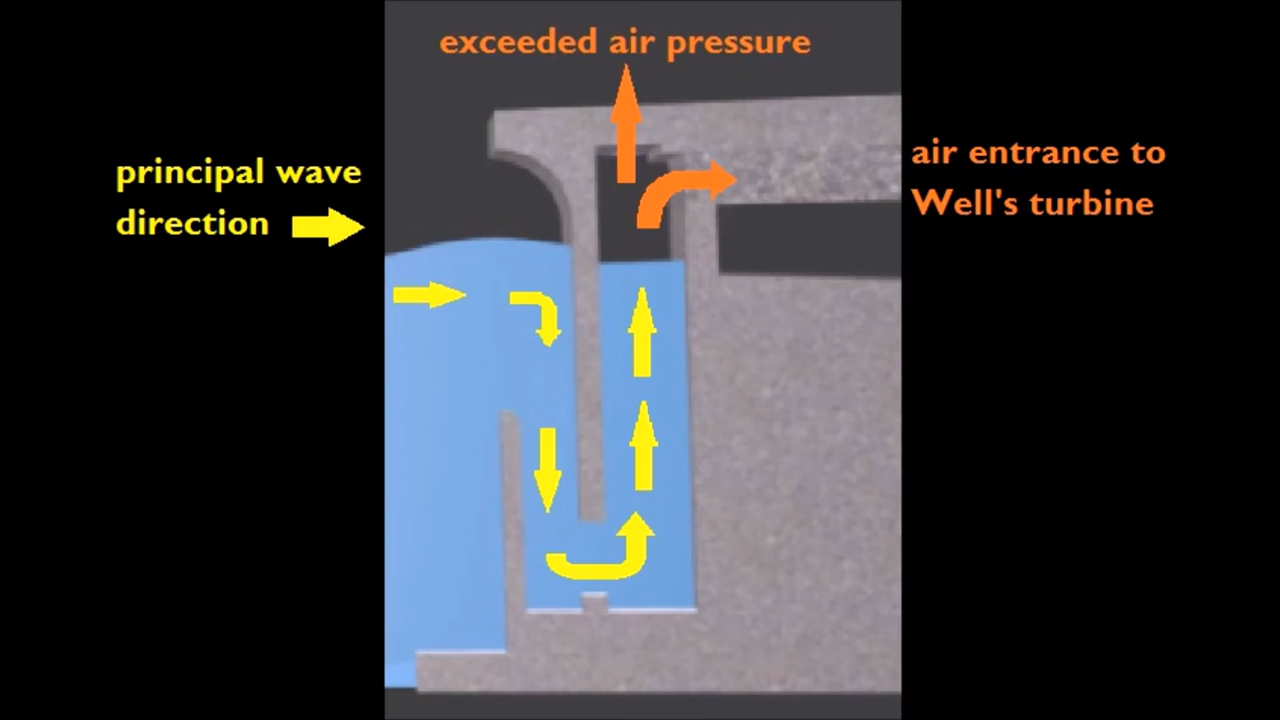 exceeded air pressure
principal wave
direction
air entrance to
Well's turbine